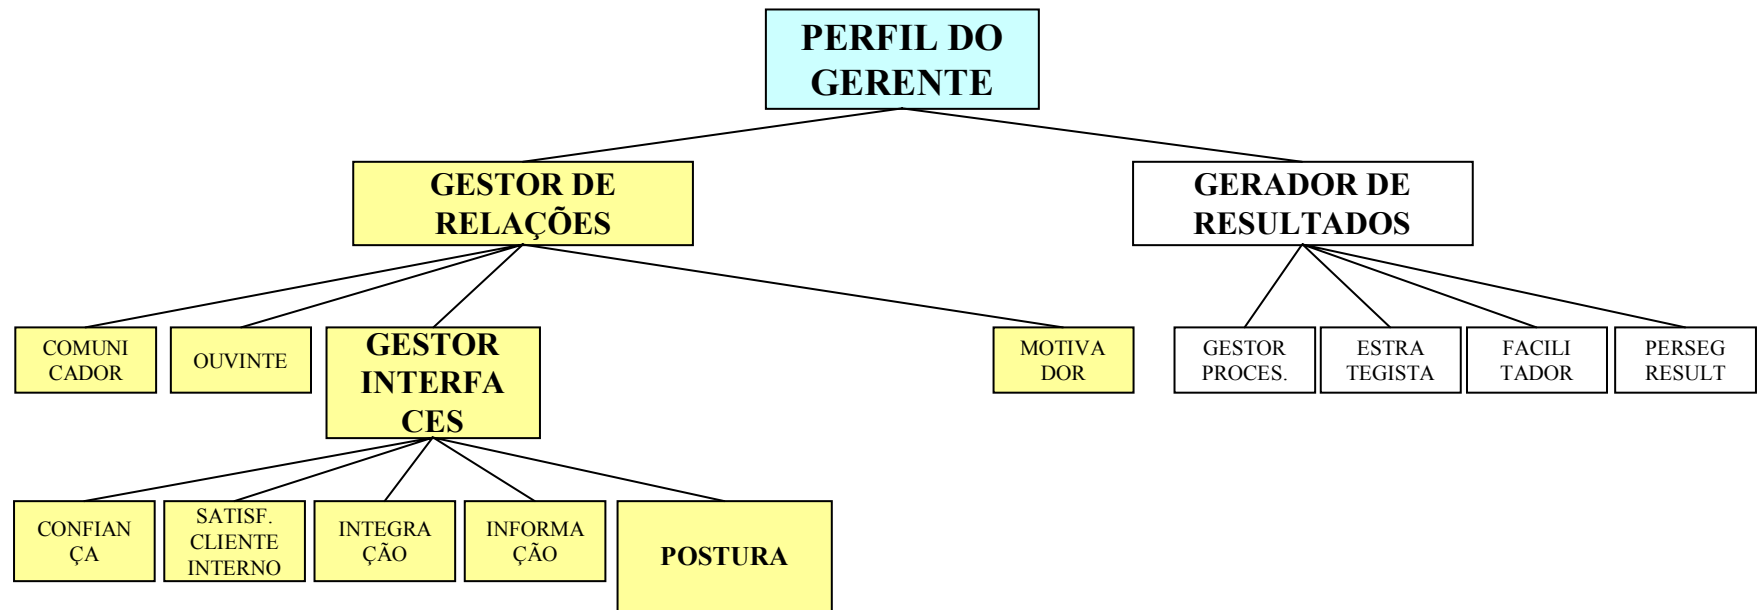 PERFIL DO
GERENTE
GESTOR DE
RELAÇÕES
GERADOR DE
RESULTADOS
COMUNI
CADOR
OUVINTE
GESTOR
INTERFA
CES
MOTIVA
DOR
GESTOR
PROCES.
ESTRA
TEGISTA
FACILI
TADOR
PERSEG
RESULT
CONFIAN
ÇA
SATISF.
CLIENTE
INTERNO
INTEGRA
ÇÃO
INFORMA
ÇÃO
POSTURA